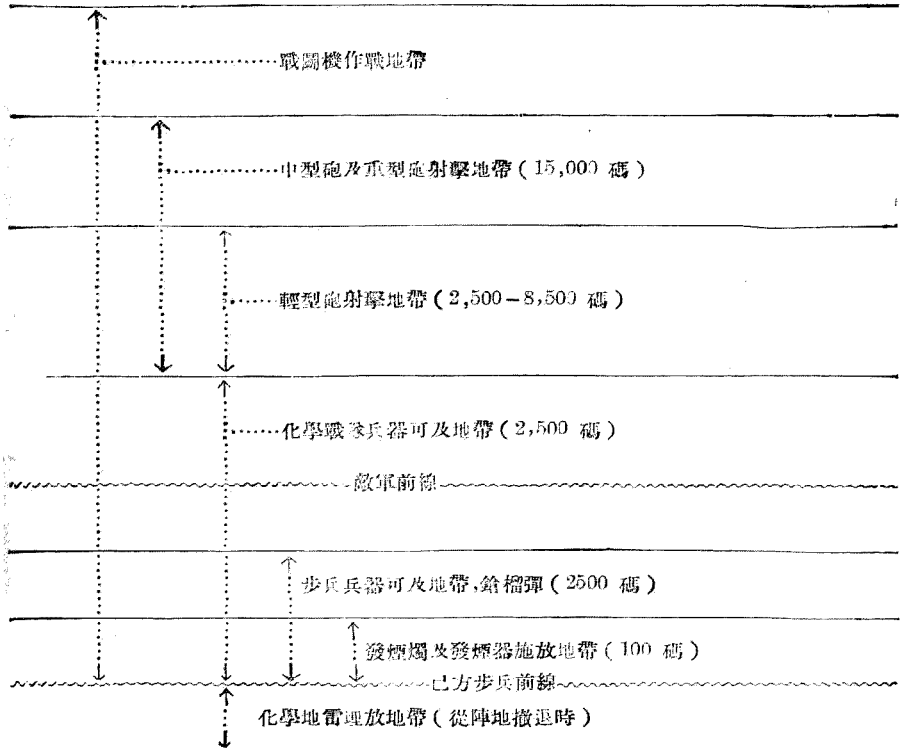 戰鬪機作戰地帶
中型砲及重型砲射擊地帶(15,000 碼)
輕型砲射擊地帶(2,500-8,500 碼)
化學戰隊兵器可及地帶(2,500 碼)
敵軍前線
步兵兵器可及地帶,鎗榴彈(2500 碼)
發煙燭及發煙器施放地帶(100 碼)
己方步兵前線
化學地雷埋放地帶(從陣地撤退時)